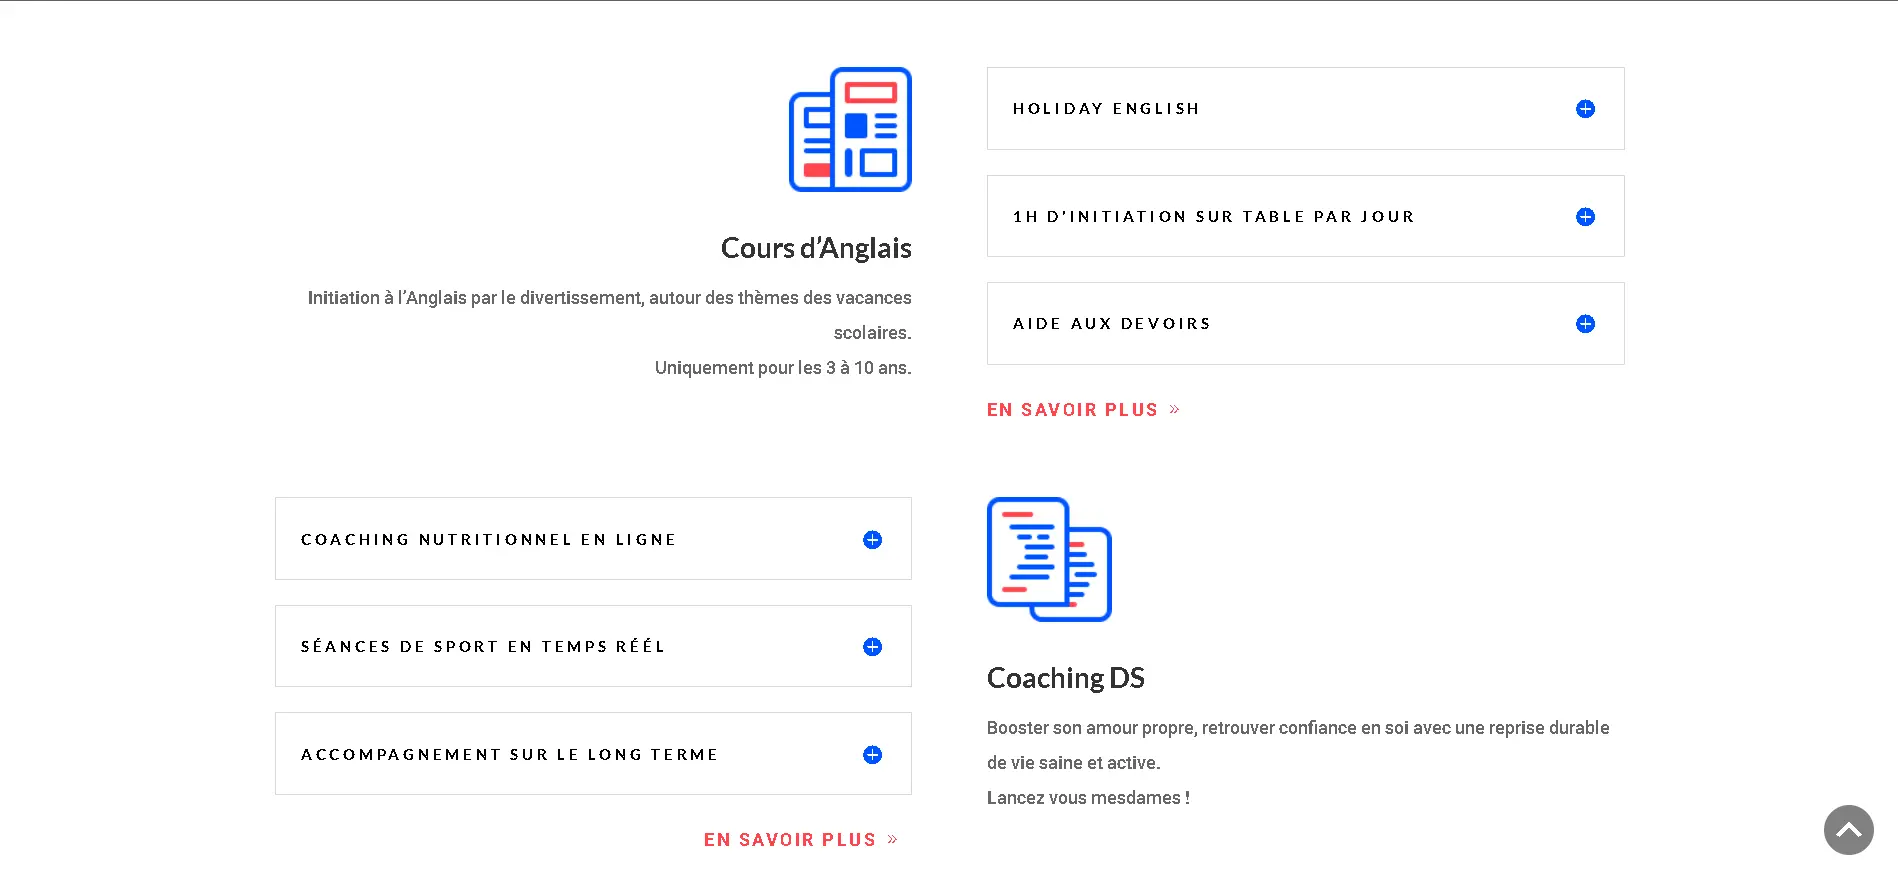 Cours d’Anglais
Initiation à l’Anglais par le divertissement, autour des thèmes des vacances
scolaires.
Uniquement pour les 3 à 10 ans.
HOLIDAY ENGLISH
1H D’INITIATION SUR TABLE PAR JOUR
AIDE AUX DEVOIRS
EN SAVOIR PLUS »
COACHING NUTRITIONNEL EN LIGNE
SÉANCES DE SPORT EN TEMPS RÉÉL
ACCOMPAGNEMENT SUR LE LONG TERME
EN SAVOIR PLUS »
Coaching DS
Booster son amour propre, retrouver confiance en soi avec une reprise durable
de vie saine et active.
Lancez vous mesdames !